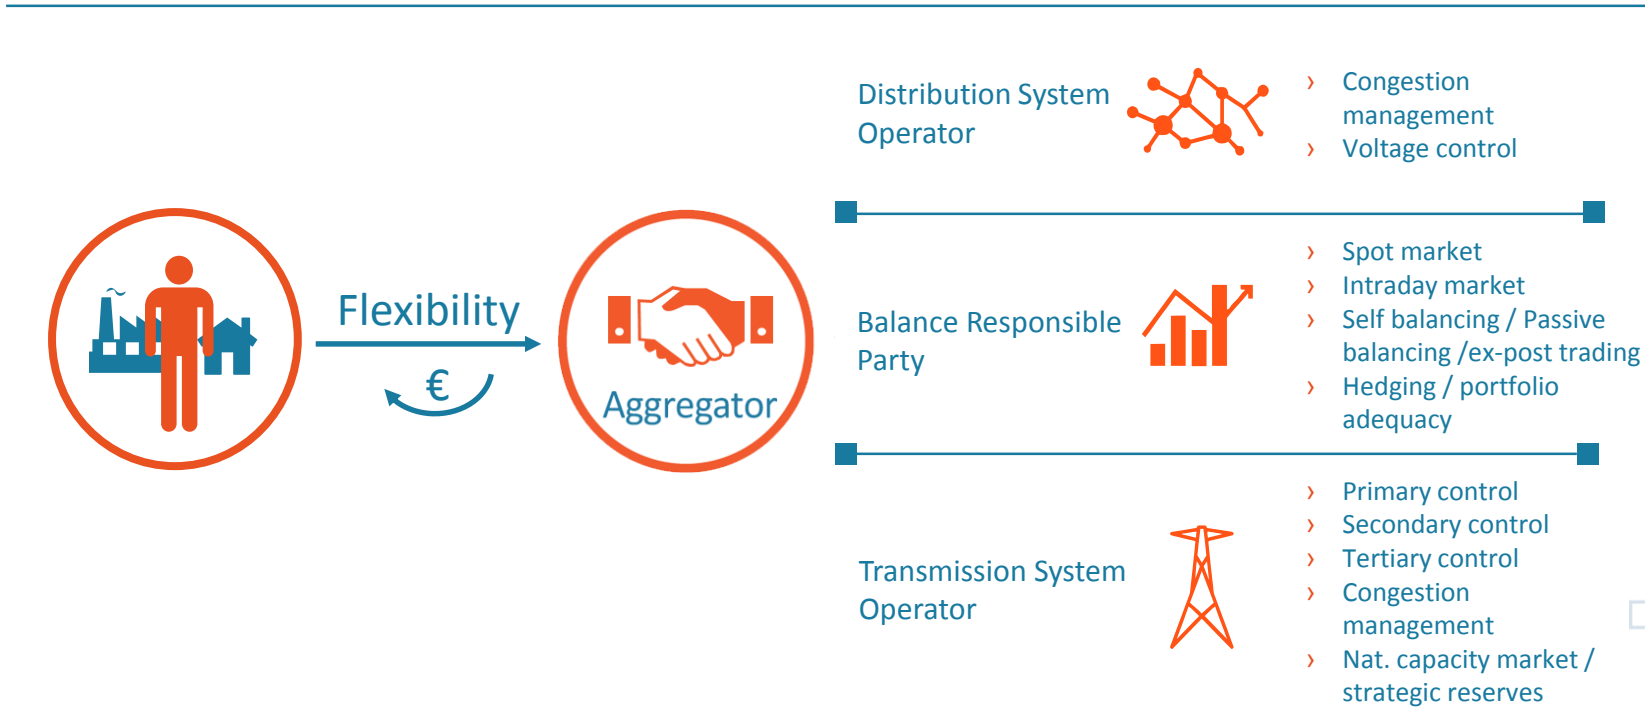 Flexibility
€
Aggregator
Distribution System
Operator
› Congestion
management
› Voltage control
Balance Responsible
Party
› Spot market
› Intraday market
› Self balancing / Passive
balancing /ex-post trading
› Hedging / portfolio
adequacy
Transmission System
Operator
› Primary control
› Secondary control
› Tertiary control
› Congestion
management
› Nat. capacity market /
strategic reserves